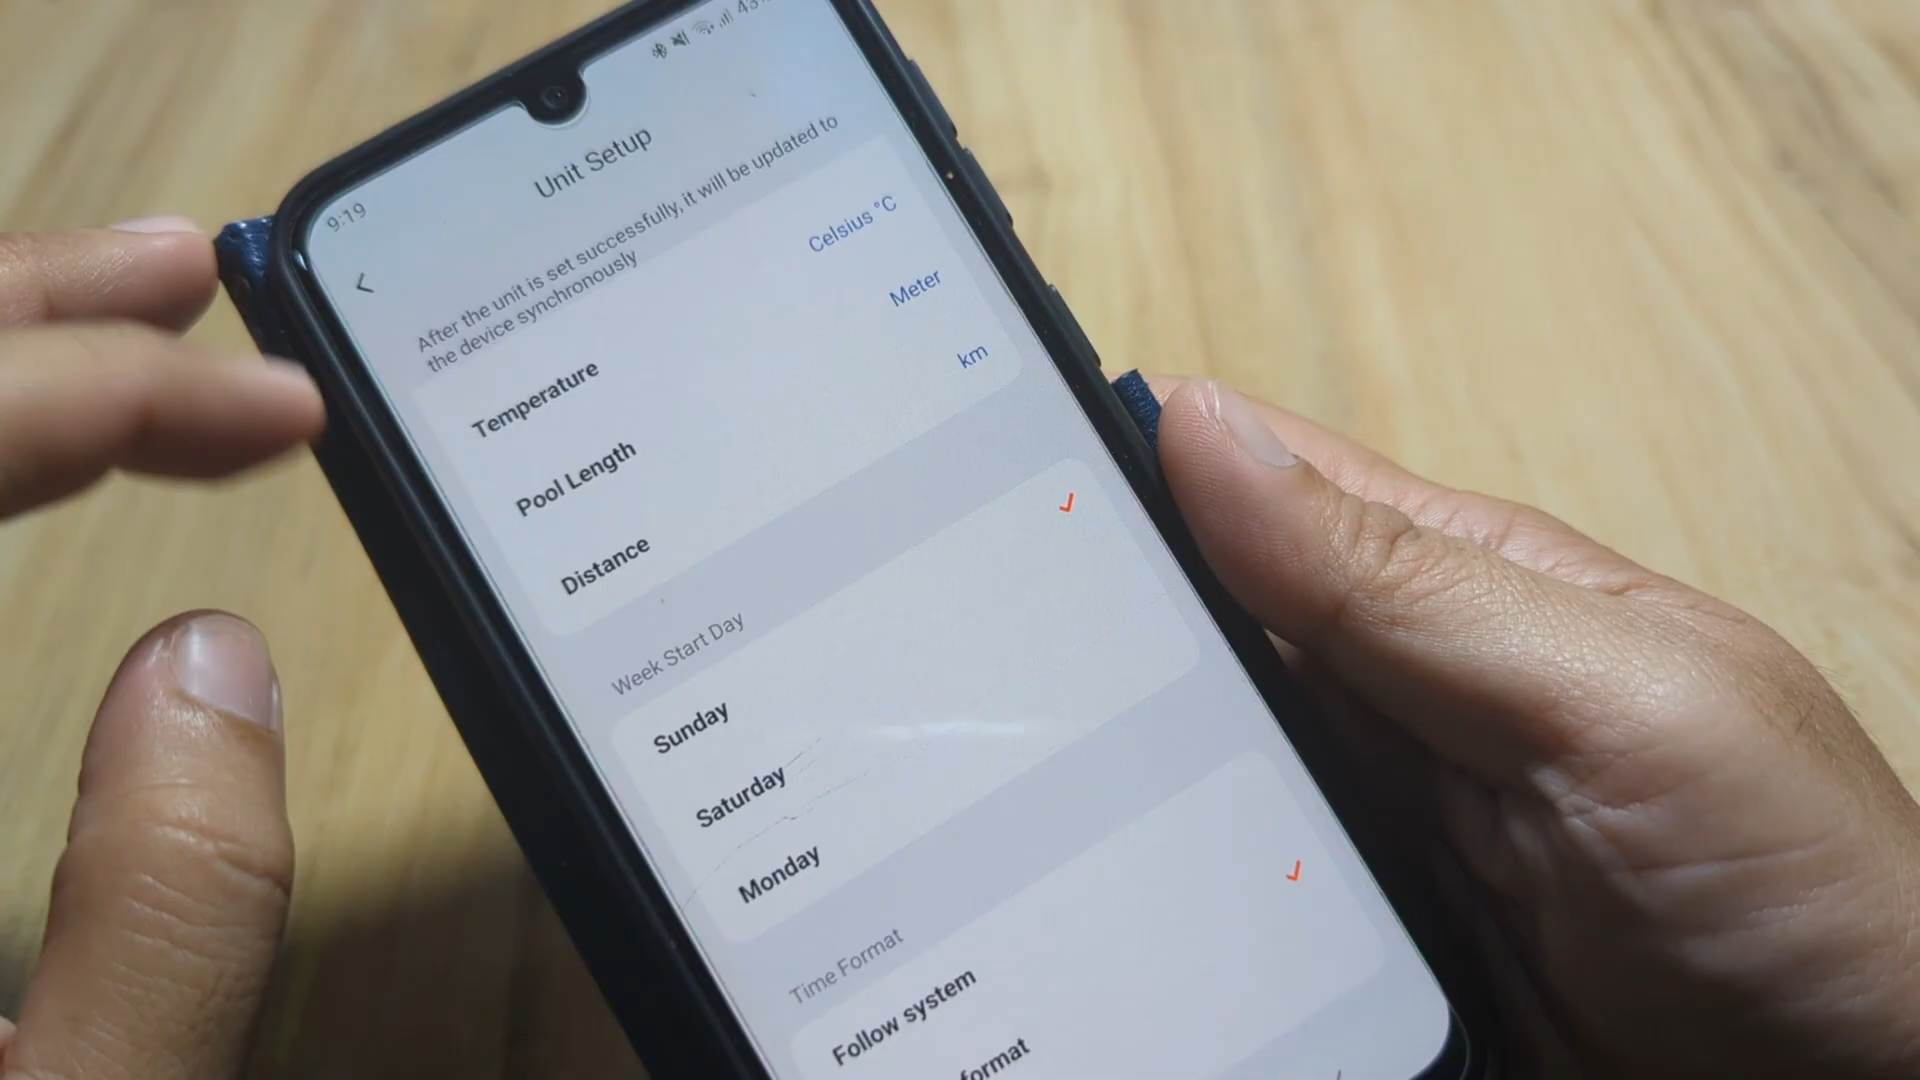 9:19
43%
Unit Setup
After the unit is set successfully, it will be updated to
the device synchronously
Temperature Celsius °C
Pool Length Meter
Distance km
Week Start Day
Sunday
Saturday
Monday
Time Format
Follow system
format